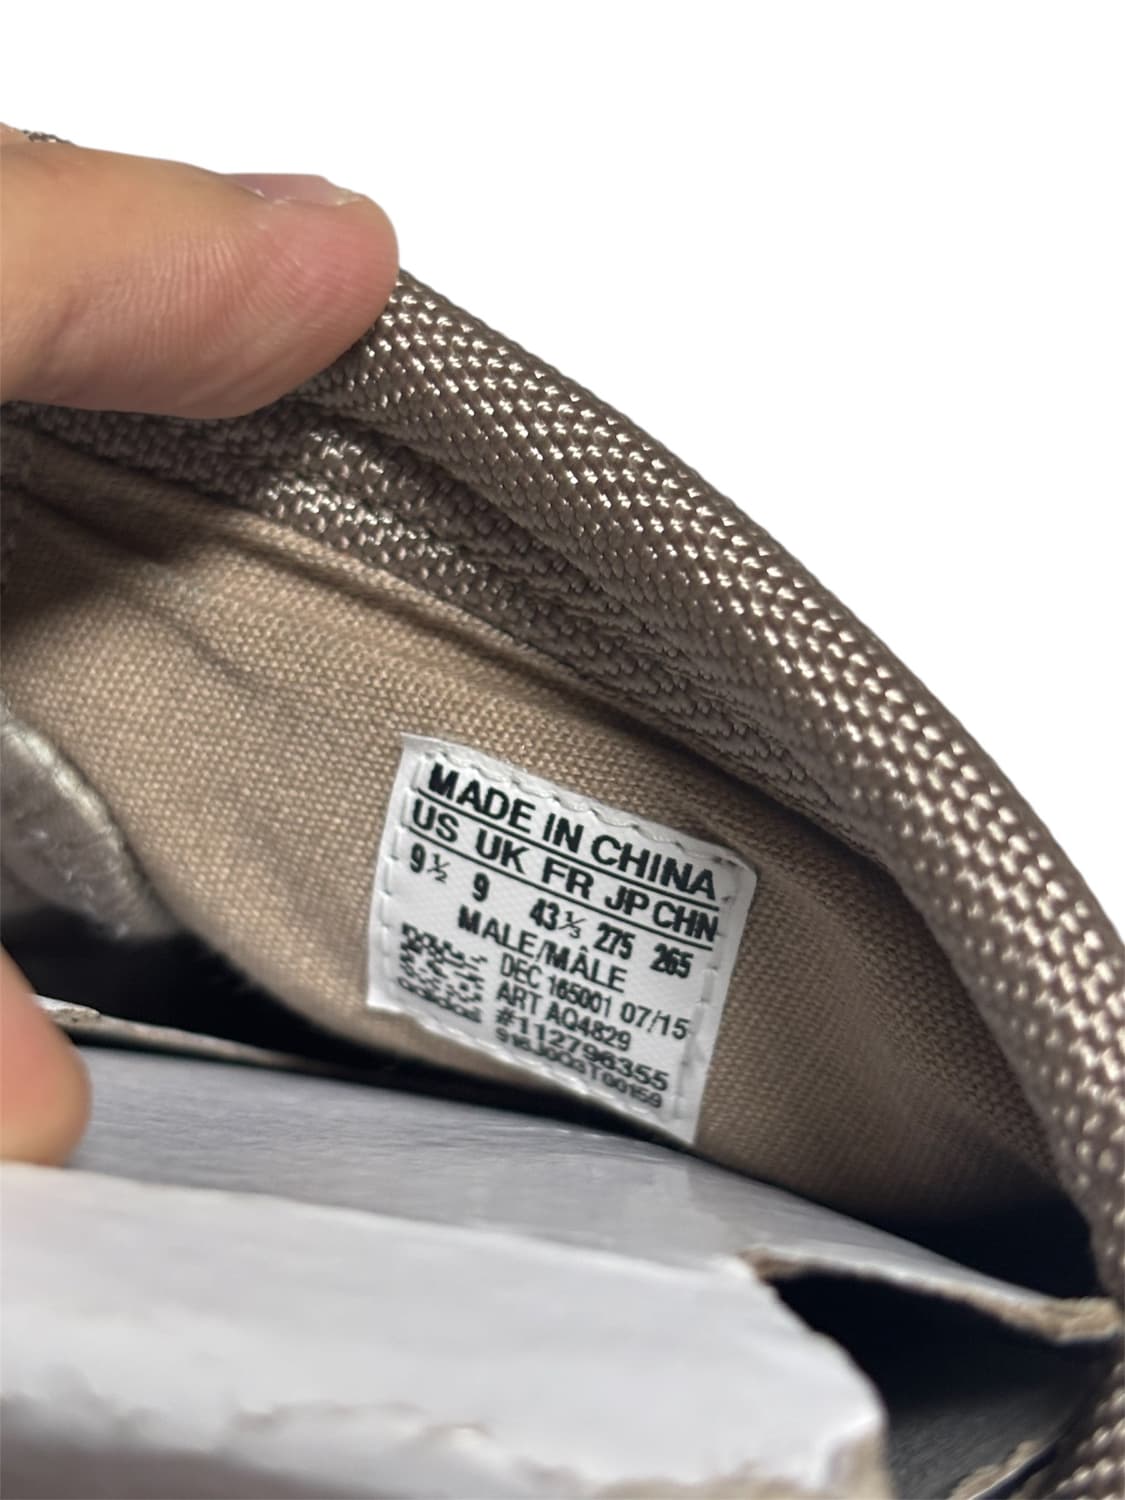 MADE IN CHINA
US UK FR JP CHN
9½ 9 43⅓ 275 265
MALE/MÂLE
DEC 165001 07/15
ART AQ4829
#112796355
adidas